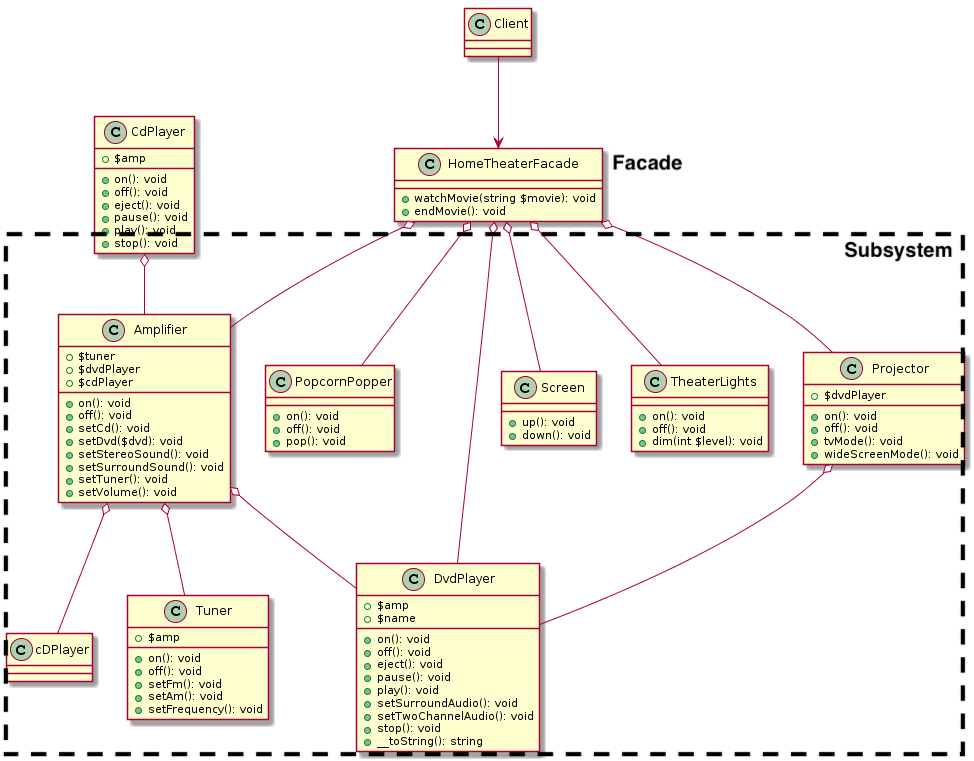 C Client
C CdPlayer
$amp
on(): void
off(): void
eject(): void
pause(): void
play(): void
stop(): void
C HomeTheaterFacade
watchMovie(string $movie): void
endMovie(): void
Facade
Subsystem
C Amplifier
$tuner
$dvdPlayer
$cdPlayer
on(): void
off(): void
setCd(): void
setDvd($dvd): void
setStereoSound(): void
setSurroundSound(): void
setTuner(): void
setVolume(): void
C PopcornPopper
on(): void
off(): void
pop(): void
C Screen
up(): void
down(): void
C TheaterLights
on(): void
off(): void
dim(int $level): void
C Projector
$dvdPlayer
on(): void
off(): void
tvMode(): void
wideScreenMode(): void
C cDPlayer
C Tuner
$amp
on(): void
off(): void
setFm(): void
setAm(): void
setFrequency(): void
C DvdPlayer
$amp
$name
on(): void
off(): void
eject(): void
pause(): void
play(): void
setSurroundAudio(): void
setTwoChannelAudio(): void
stop(): void
__toString(): string